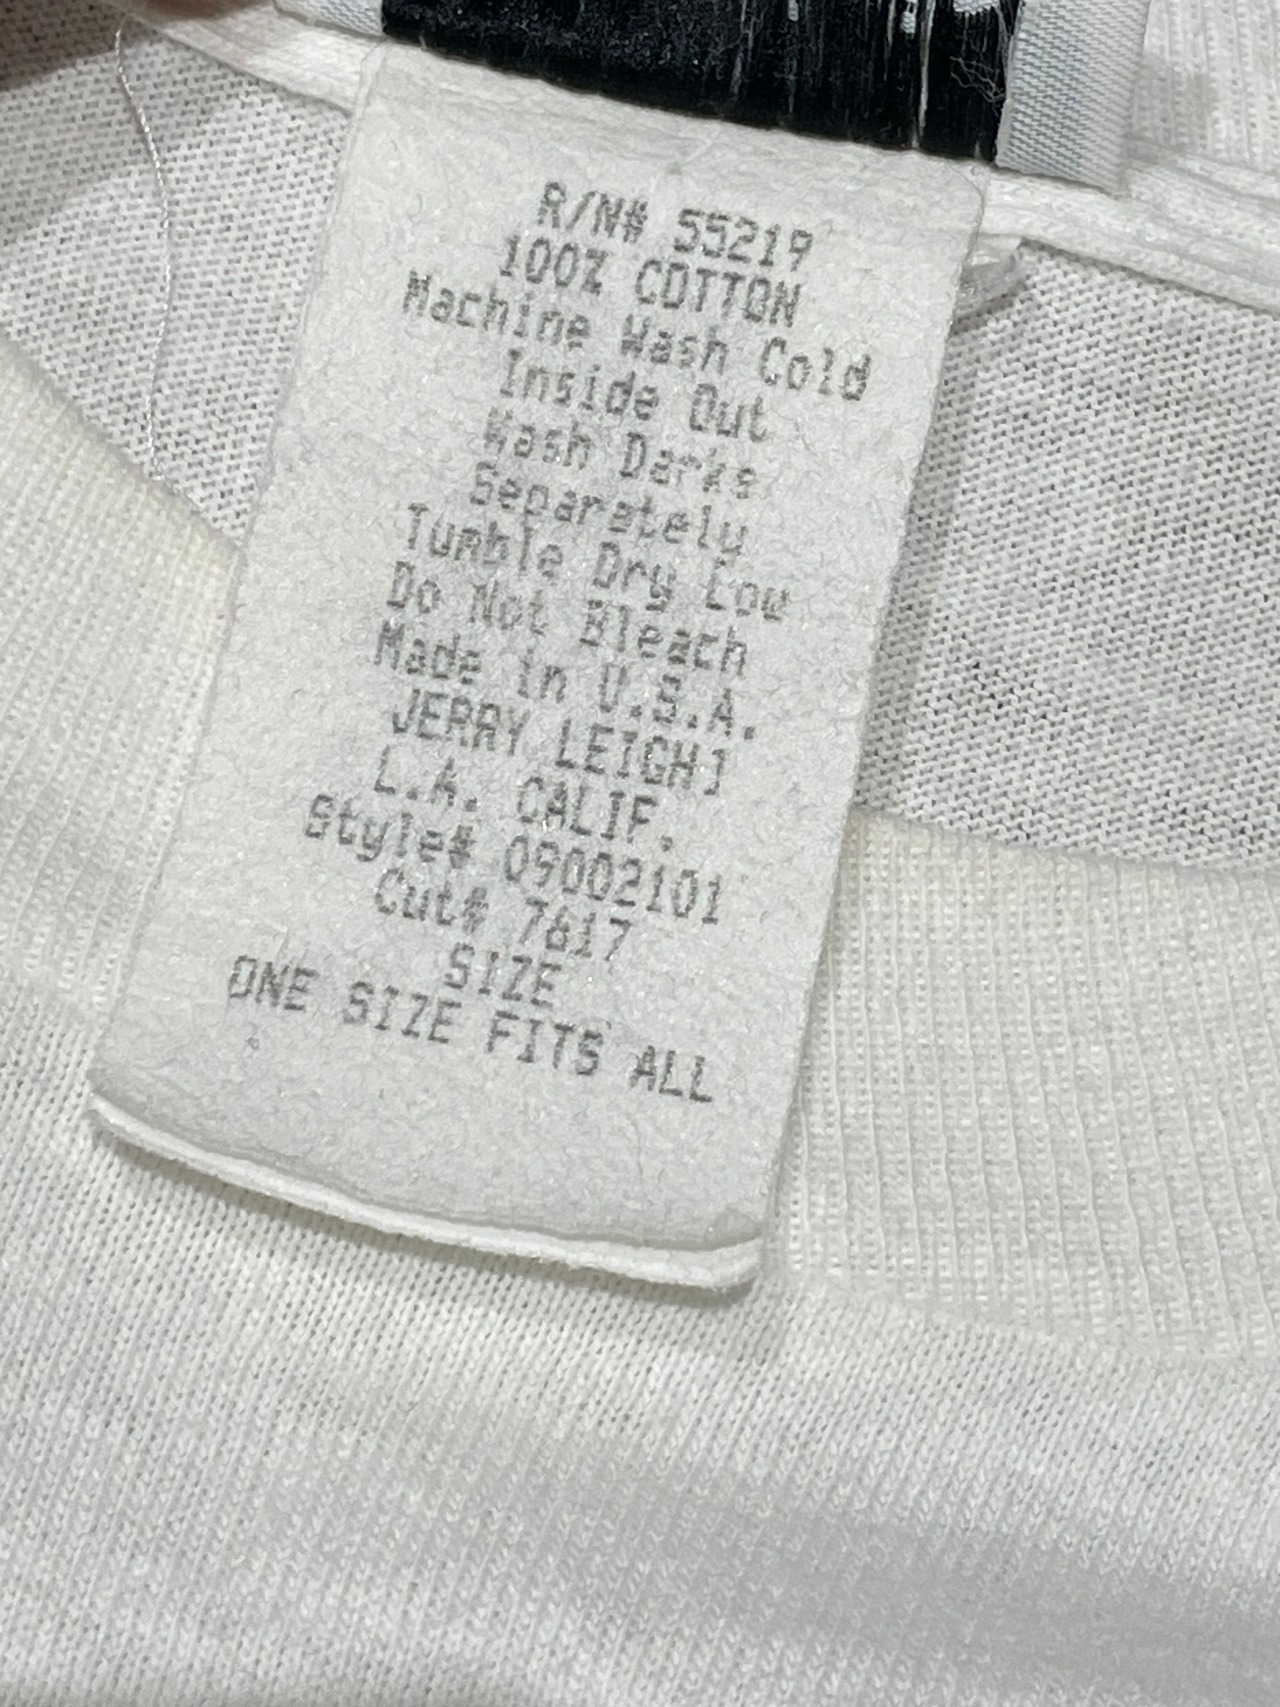 R/N# 55219
100% COTTON
Machine Wash Cold
Inside Out
Wash Darks
Separately
Tumble Dry Low
Do Not Bleach
Made in U.S.A.
JERRY LEIGH]
L.A. CALIF.
Style# 09002101
Cut# 7617
SIZE
ONE SIZE FITS ALL